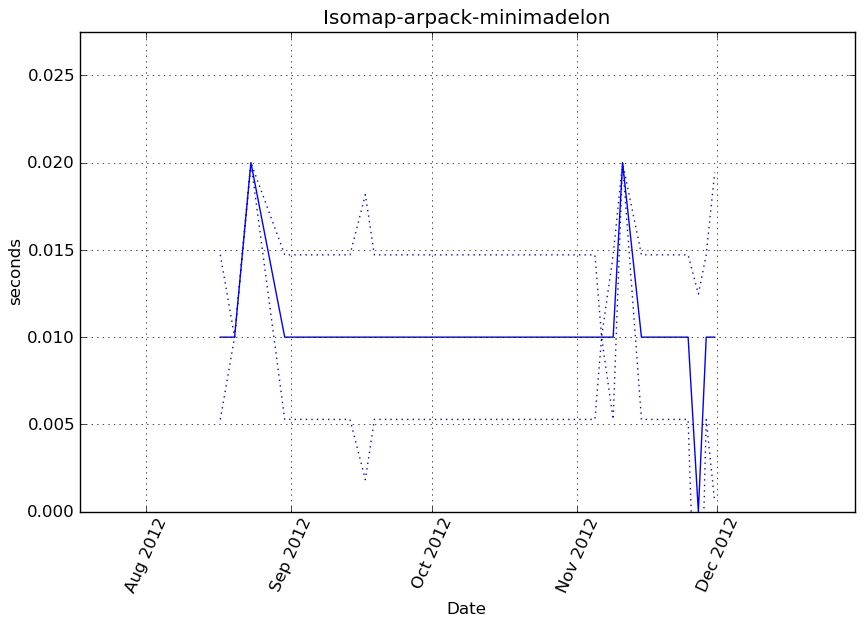 Isomap-arpack-minimadelon
0.025
0.020
0.015
0.010
0.005
0.000
seconds
Aug 2012
Sep 2012
Oct 2012
Nov 2012
Dec 2012
Date